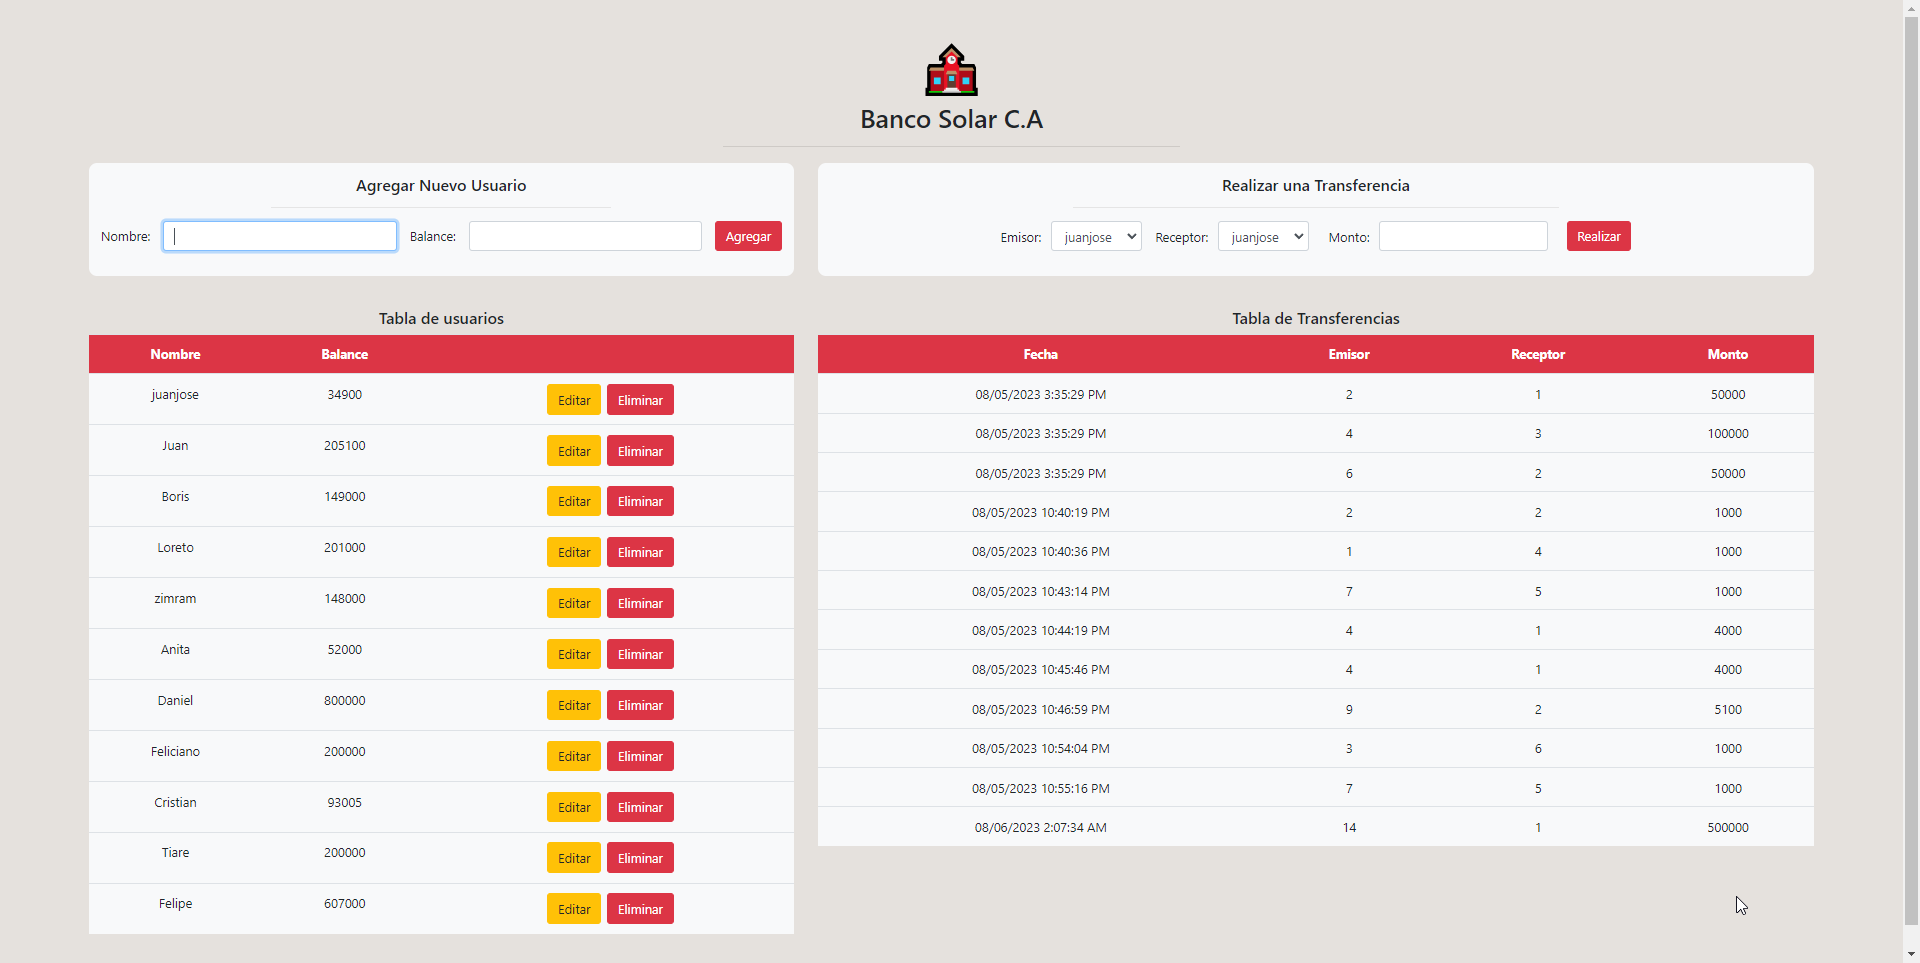 Banco Solar C.A
Agregar Nuevo Usuario
Nombre: Balance: Agregar
Realizar una Transferencia
Emisor: juanjose Receptor: juanjose Monto: Realizar
Tabla de usuarios
Nombre Balance
juanjose 34900 Editar Eliminar
Juan 205100 Editar Eliminar
Boris 149000 Editar Eliminar
Loreto 201000 Editar Eliminar
zimram 148000 Editar Eliminar
Anita 52000 Editar Eliminar
Daniel 800000 Editar Eliminar
Feliciano 200000 Editar Eliminar
Cristian 93005 Editar Eliminar
Tiare 200000 Editar Eliminar
Felipe 607000 Editar Eliminar
Tabla de Transferencias
Fecha Emisor Receptor Monto
08/05/2023 3:35:29 PM 2 1 50000
08/05/2023 3:35:29 PM 4 3 100000
08/05/2023 3:35:29 PM 6 2 50000
08/05/2023 10:40:19 PM 2 2 1000
08/05/2023 10:40:36 PM 1 4 1000
08/05/2023 10:43:14 PM 7 5 1000
08/05/2023 10:44:19 PM 4 1 4000
08/05/2023 10:45:46 PM 4 1 4000
08/05/2023 10:46:59 PM 9 2 5100
08/05/2023 10:54:04 PM 3 6 1000
08/05/2023 10:55:16 PM 7 5 1000
08/06/2023 2:07:34 AM 14 1 500000